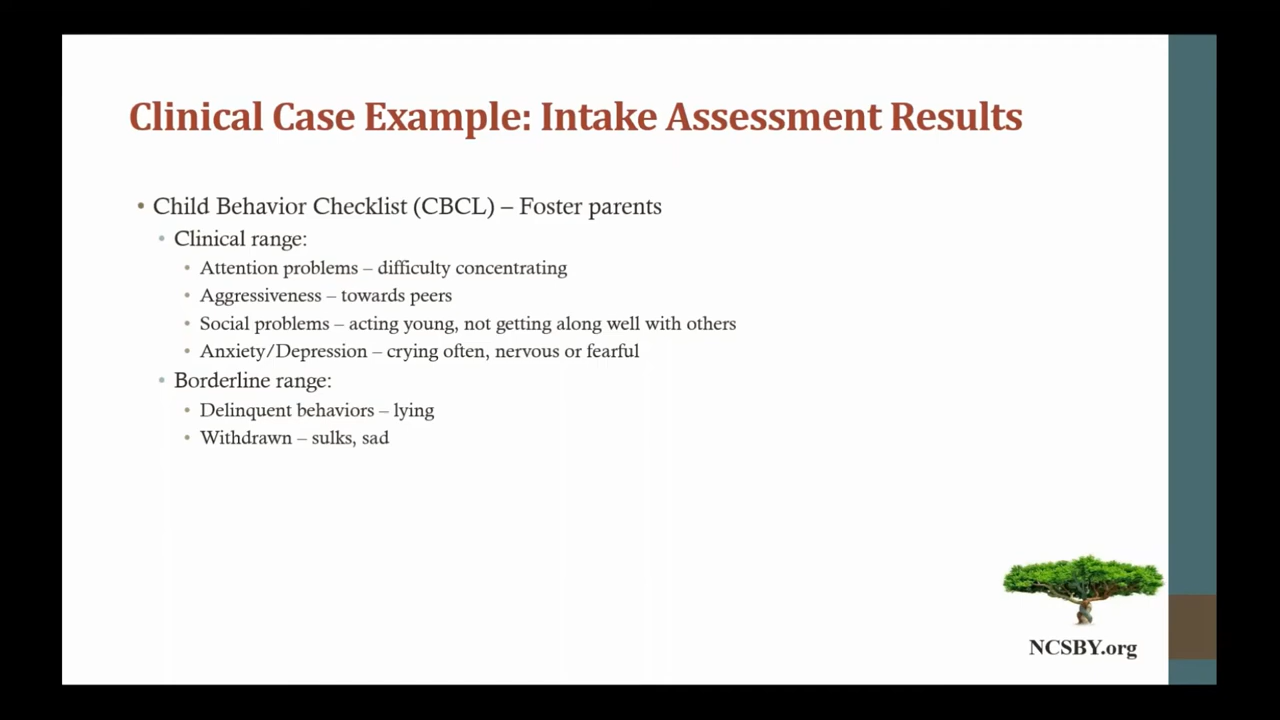 Clinical Case Example: Intake Assessment Results
• Child Behavior Checklist (CBCL) – Foster parents
• Clinical range:
• Attention problems – difficulty concentrating
• Aggressiveness – towards peers
• Social problems – acting young, not getting along well with others
• Anxiety/Depression – crying often, nervous or fearful
• Borderline range:
• Delinquent behaviors – lying
• Withdrawn – sulks, sad
NCSBY.org